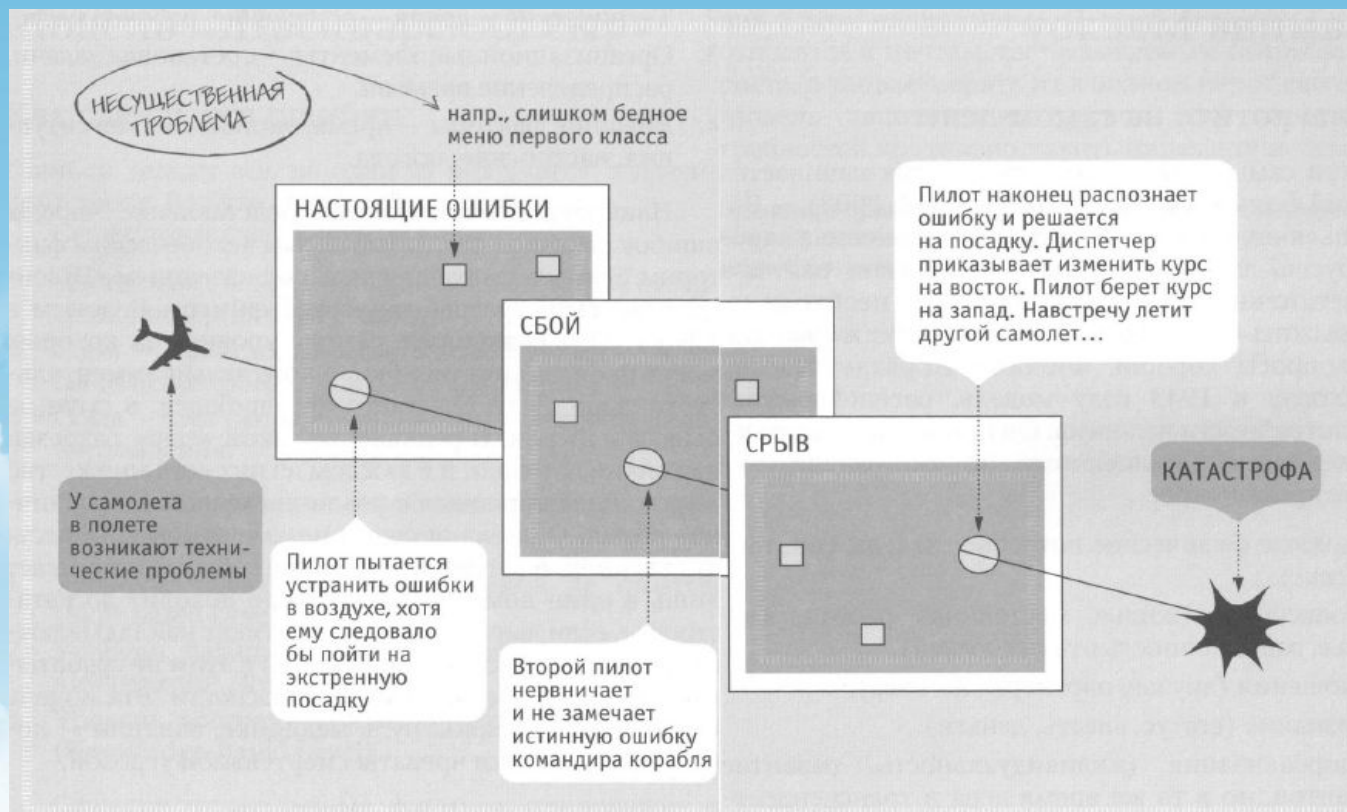 НЕСУЩЕСТВЕННАЯ
ПРОБЛЕМА
напр., слишком бедное
меню первого класса
НАСТОЯЩИЕ ОШИБКИ
СБОЙ
СРЫВ
Пилот наконец распознает
ошибку и решается
на посадку. Диспетчер
приказывает изменить курс
на восток. Пилот берет курс
на запад. Навстречу летит
другой самолет...
КАТАСТРОФА
У самолета
в полете
возникают техни-
ческие проблемы
Пилот пытается
устранить ошибки
в воздухе, хотя
ему следовало
бы пойти на
экстренную
посадку
Второй пилот
нервничает
и не замечает
истинную ошибку
командира корабля